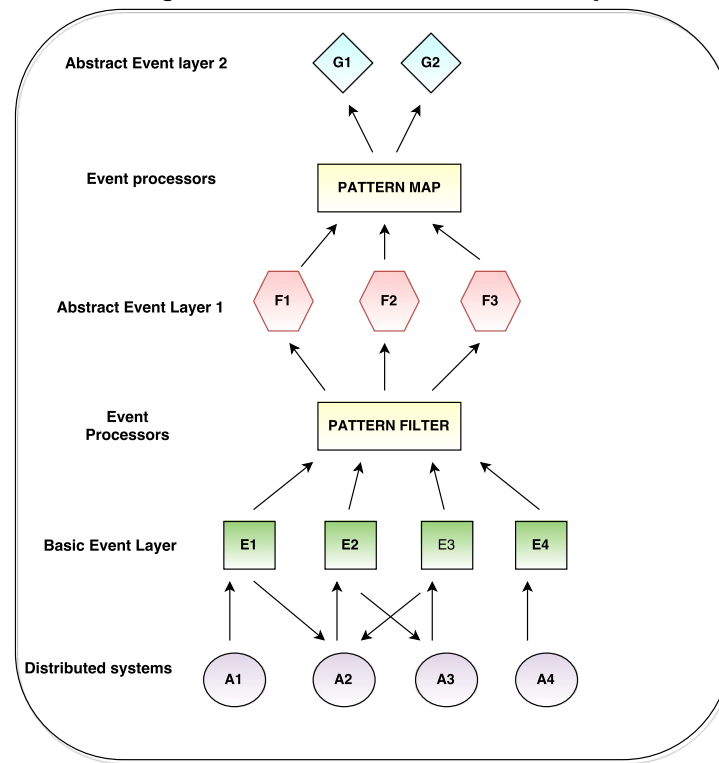 Abstract Event layer 2
G1
G2
Event processors
PATTERN MAP
Abstract Event Layer 1
F1
F2
F3
Event
Processors
PATTERN FILTER
Basic Event Layer
E1
E2
E3
E4
Distributed systems
A1
A2
A3
A4